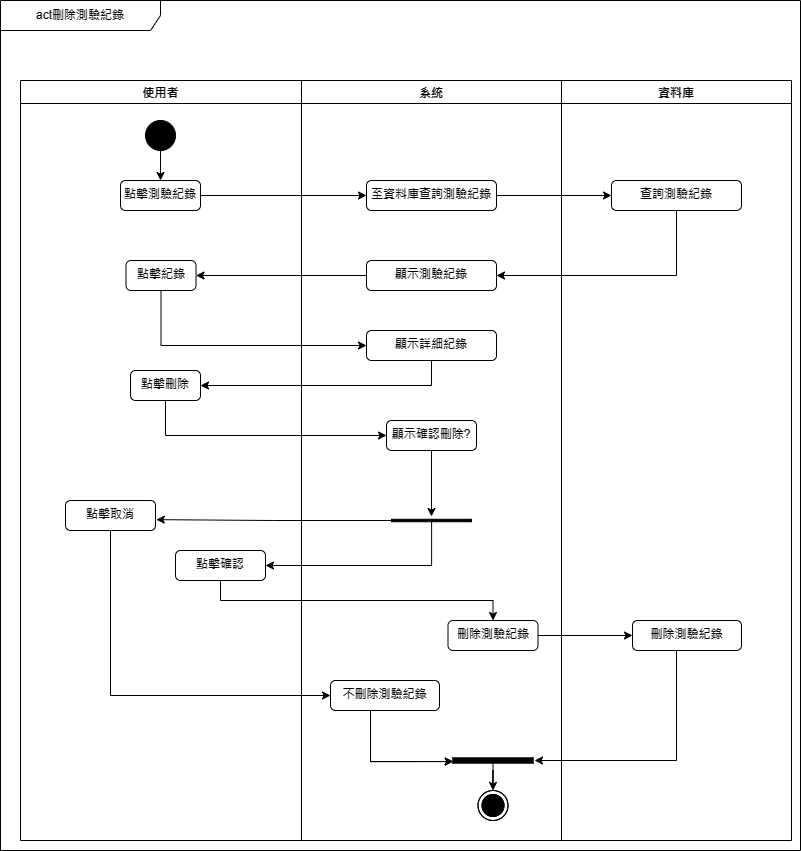 act刪除測驗紀錄
使用者
系統
資料庫
點擊測驗紀錄
至資料庫查詢測驗紀錄
查詢測驗紀錄
點擊紀錄
顯示測驗紀錄
顯示詳細紀錄
點擊刪除
顯示確認刪除?
點擊取消
點擊確認
刪除測驗紀錄
刪除測驗紀錄
不刪除測驗紀錄